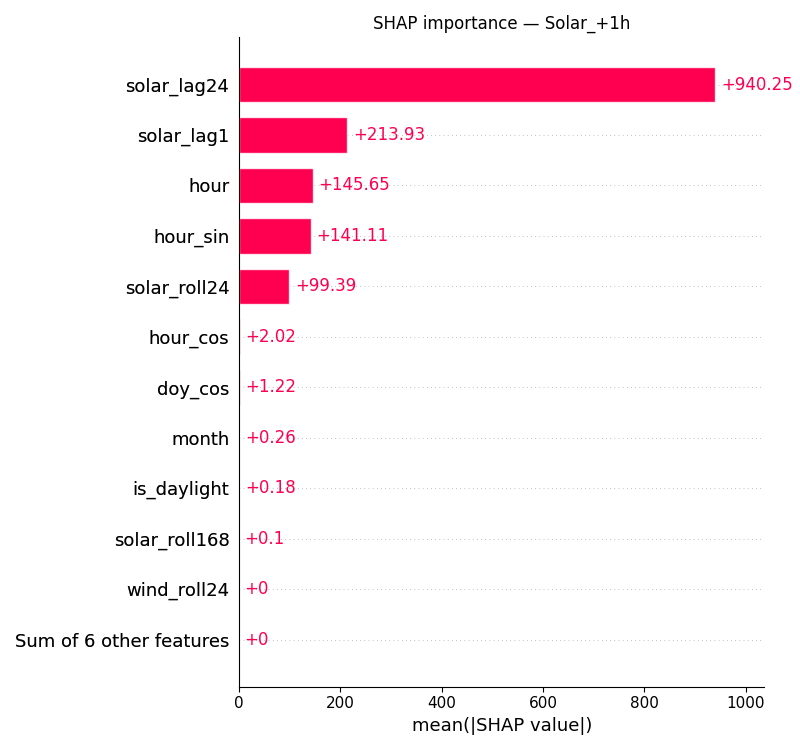 SHAP importance — Solar_+1h
solar_lag24 +940.25
solar_lag1 +213.93
hour +145.65
hour_sin +141.11
solar_roll24 +99.39
hour_cos +2.02
doy_cos +1.22
month +0.26
is_daylight +0.18
solar_roll168 +0.1
wind_roll24 +0
Sum of 6 other features +0
0 200 400 600 800 1000
mean(|SHAP value|)